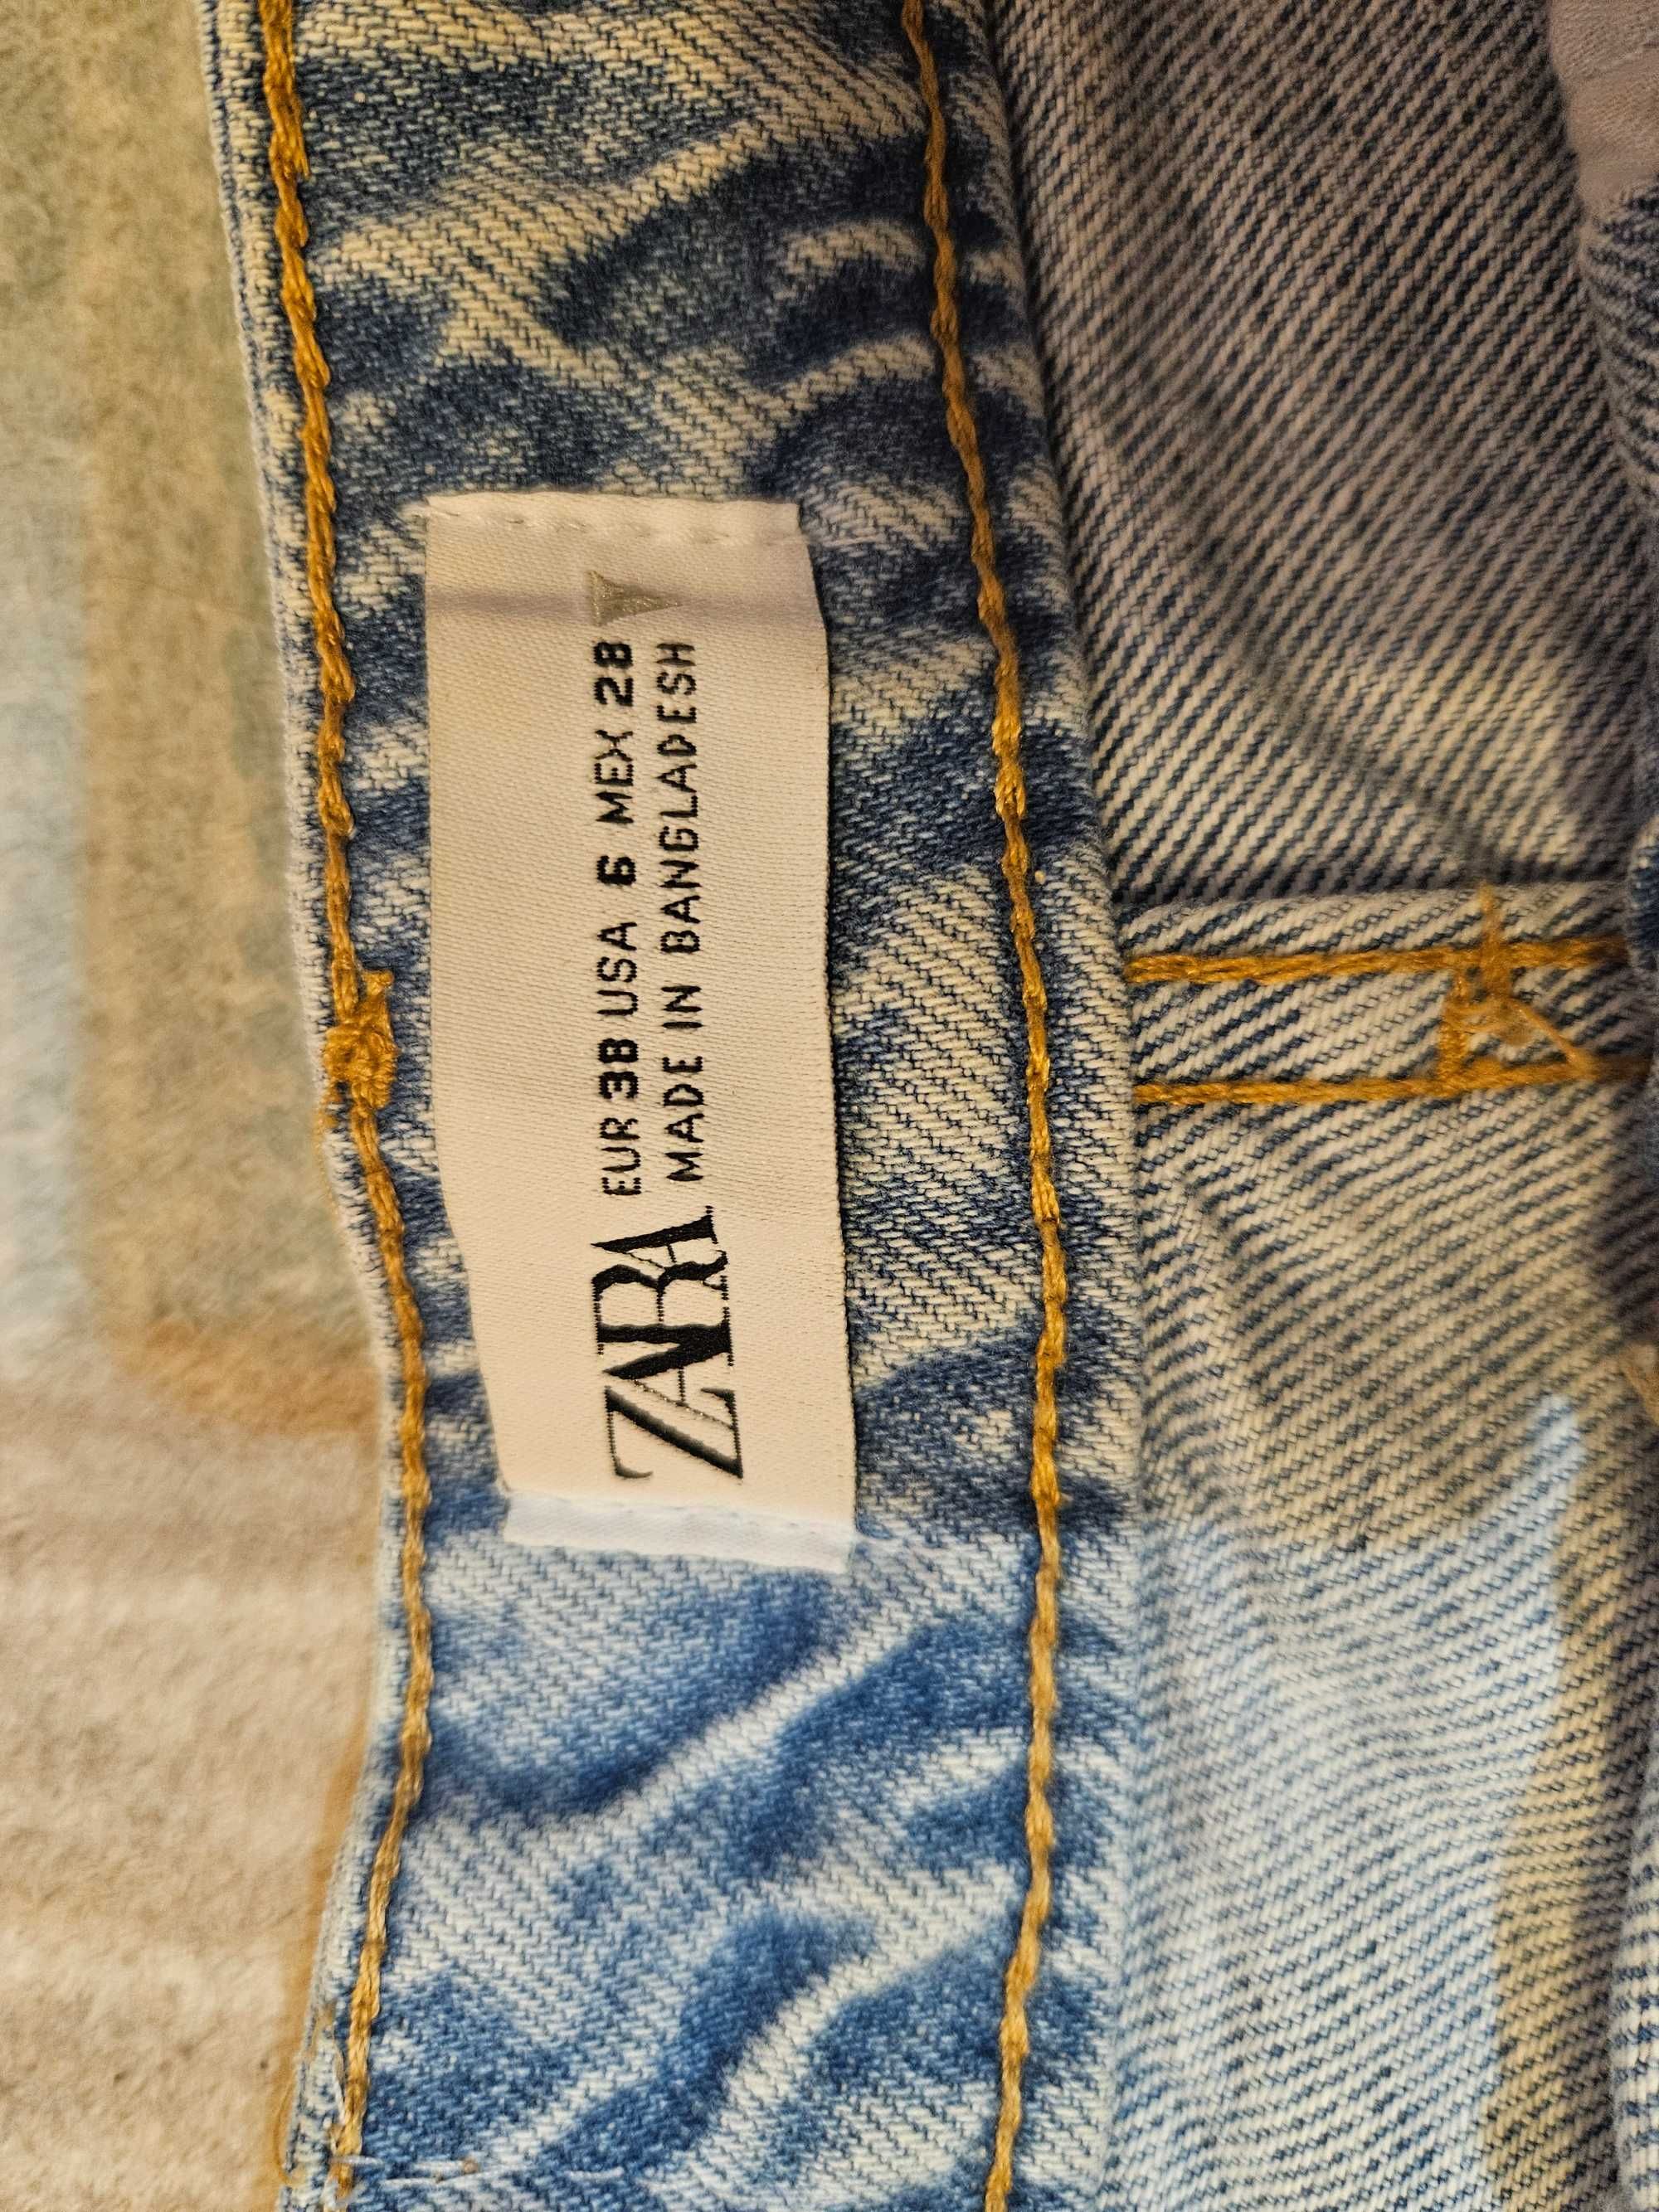 ZARA
EUR 38 USA 6 MEX 28
MADE IN BANGLADESH